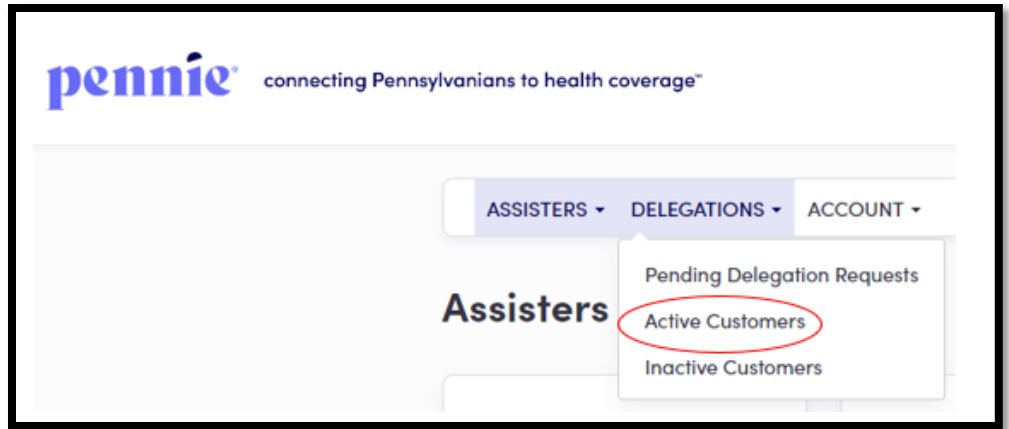 pennie® connecting Pennsylvanians to health coverage™
ASSISTERS DELEGATIONS ACCOUNT
Pending Delegation Requests
Assisters
Active Customers
Inactive Customers